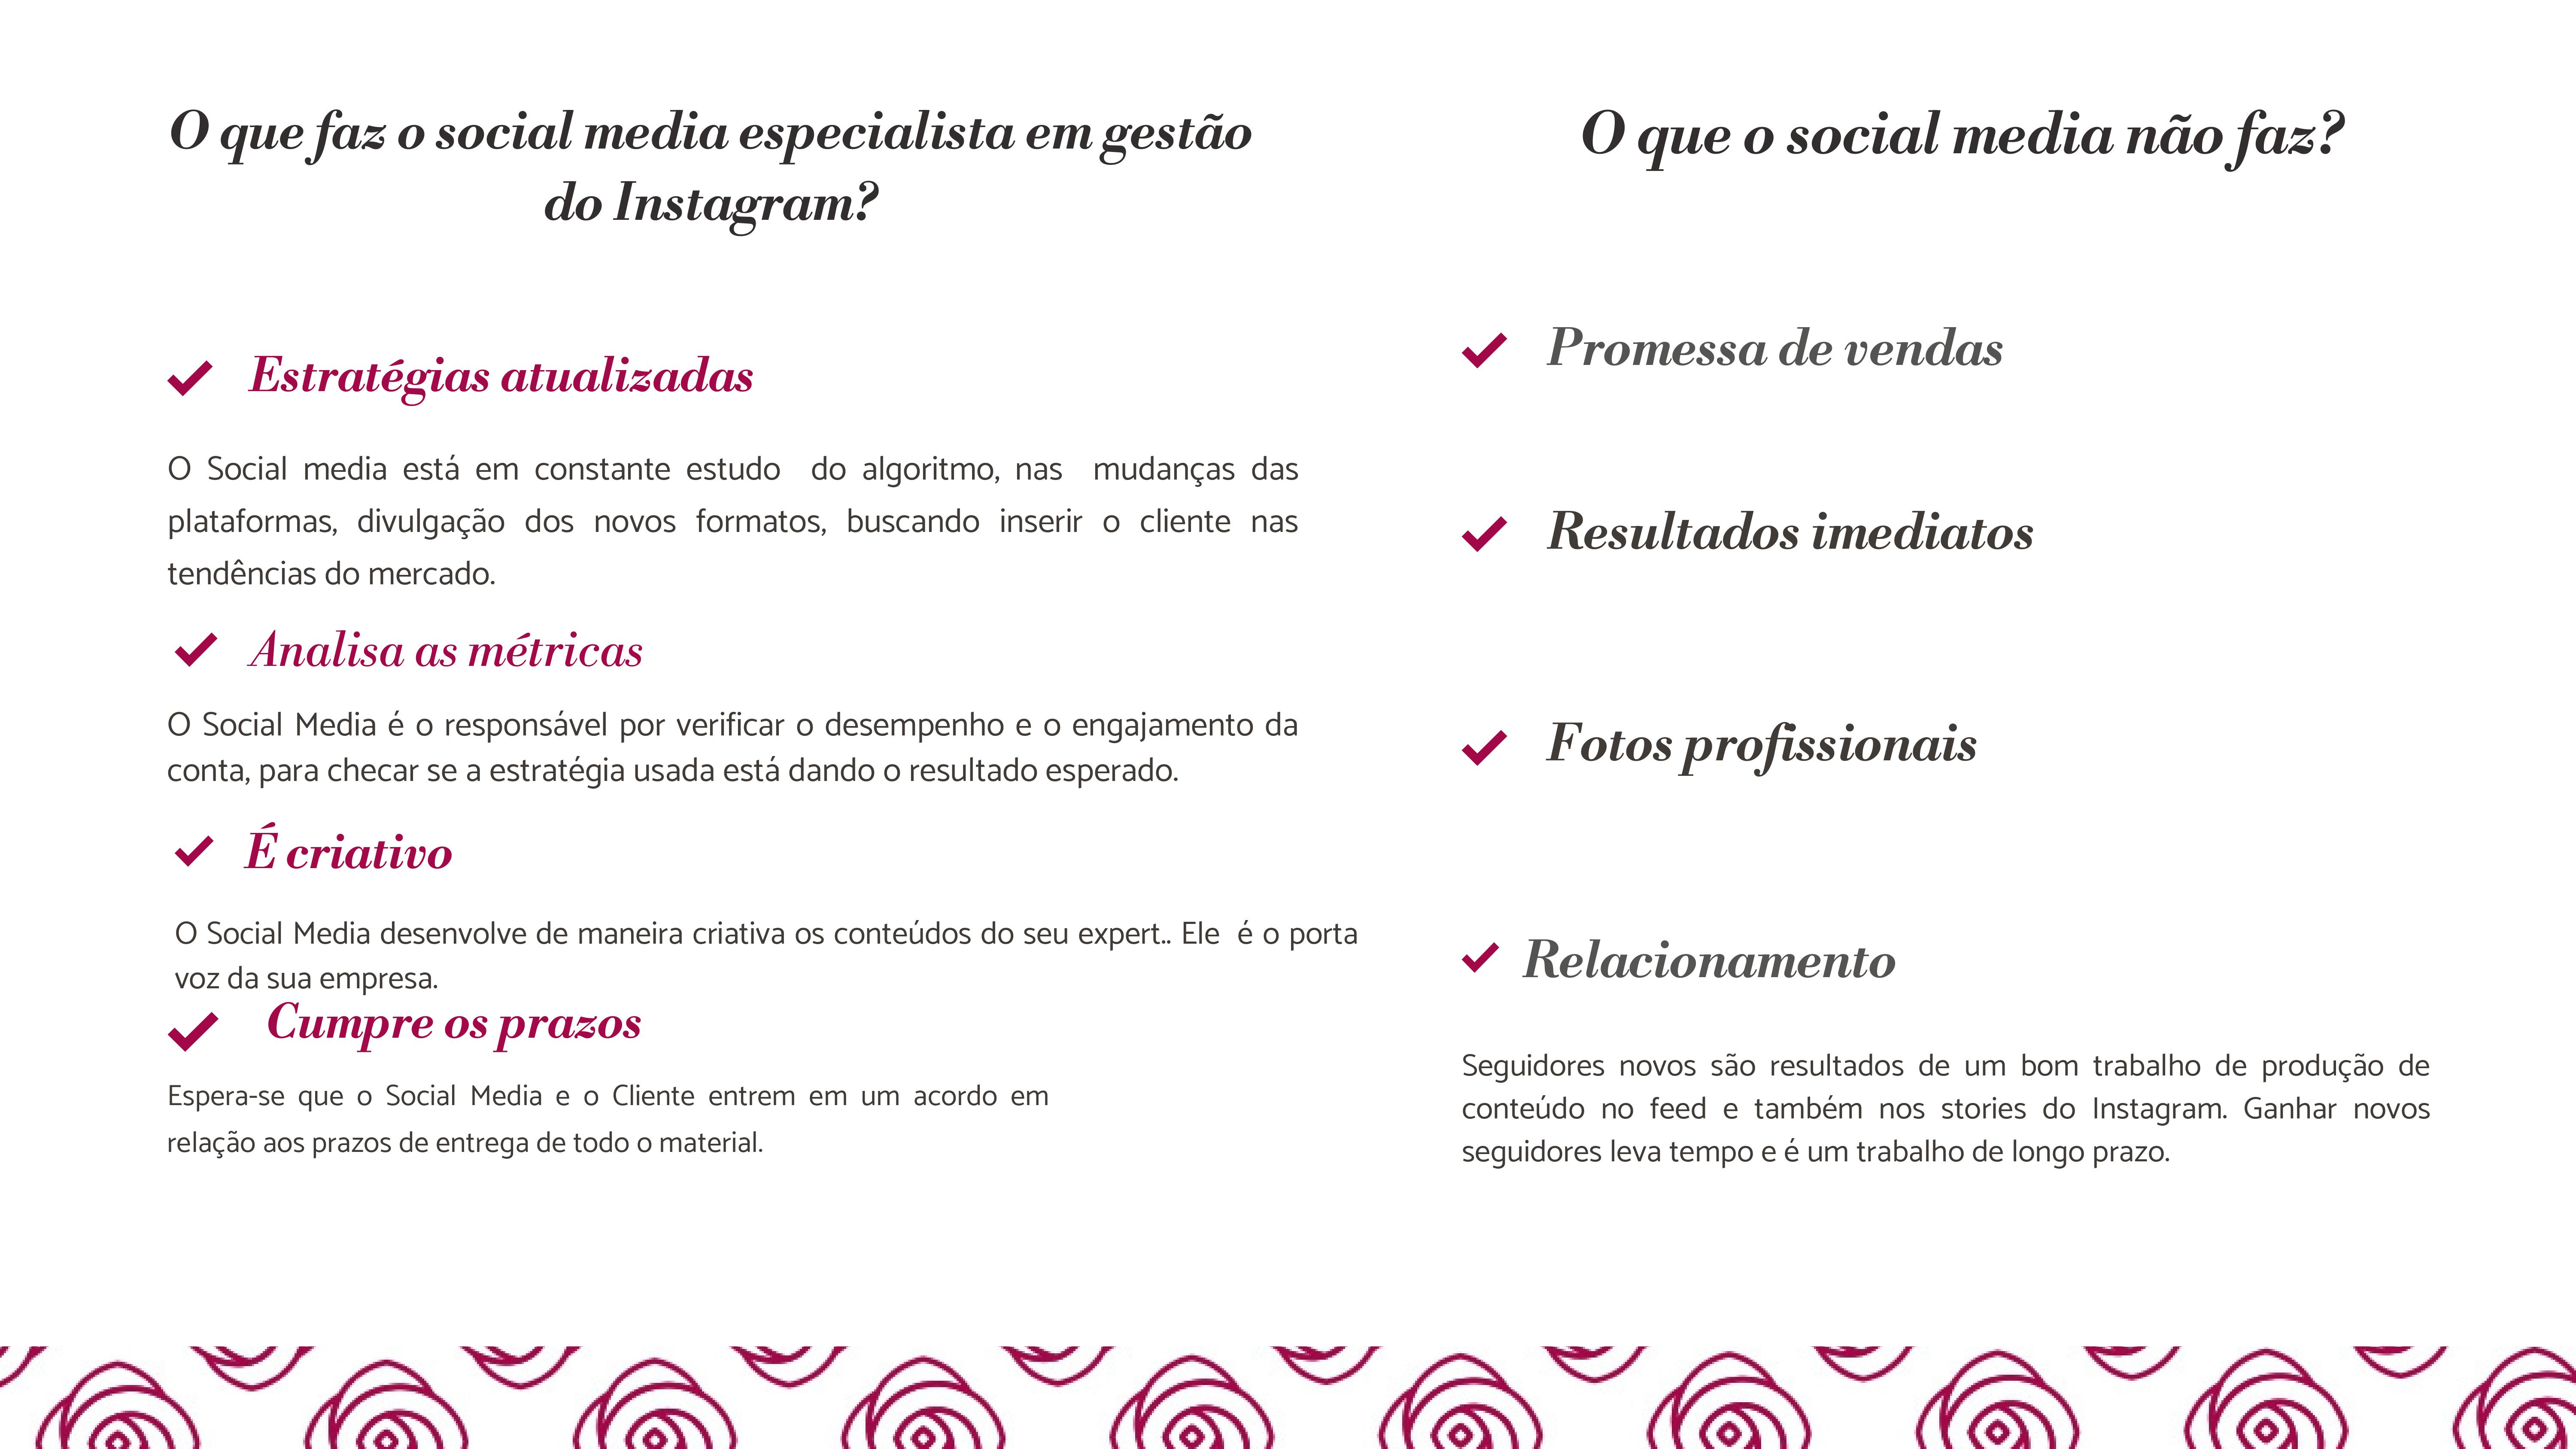 O que faz o social media especialista em gestão
do Instagram?
Estratégias atualizadas
O Social media está em constante estudo do algoritmo, nas mudanças das
plataformas, divulgação dos novos formatos, buscando inserir o cliente nas
tendências do mercado.
Analisa as métricas
O Social Media é o responsável por verificar o desempenho e o engajamento da
conta, para checar se a estratégia usada está dando o resultado esperado.
É criativo
O Social Media desenvolve de maneira criativa os conteúdos do seu expert.. Ele é o porta
voz da sua empresa.
Cumpre os prazos
Espera-se que o Social Media e o Cliente entrem em um acordo em
relação aos prazos de entrega de todo o material.
O que o social media não faz?
Promessa de vendas
Resultados imediatos
Fotos profissionais
Relacionamento
Seguidores novos são resultados de um bom trabalho de produção de
conteúdo no feed e também nos stories do Instagram. Ganhar novos
seguidores leva tempo e é um trabalho de longo prazo.